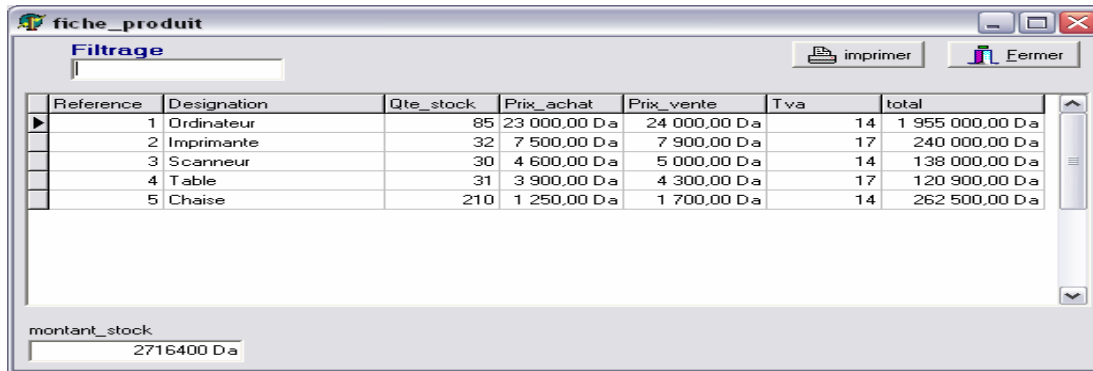 fiche_produit
Filtrage
imprimer Fermer
Reference Designation Qte_stock Prix_achat Prix_vente Tva total
1 Ordinateur 85 23 000,00 Da 24 000,00 Da 14 1 955 000,00 Da
2 Imprimante 32 7 500,00 Da 7 900,00 Da 17 240 000,00 Da
3 Scanneur 30 4 600,00 Da 5 000,00 Da 14 138 000,00 Da
4 Table 31 3 900,00 Da 4 300,00 Da 17 120 900,00 Da
5 Chaise 210 1 250,00 Da 1 700,00 Da 14 262 500,00 Da
montant_stock
2716400 Da